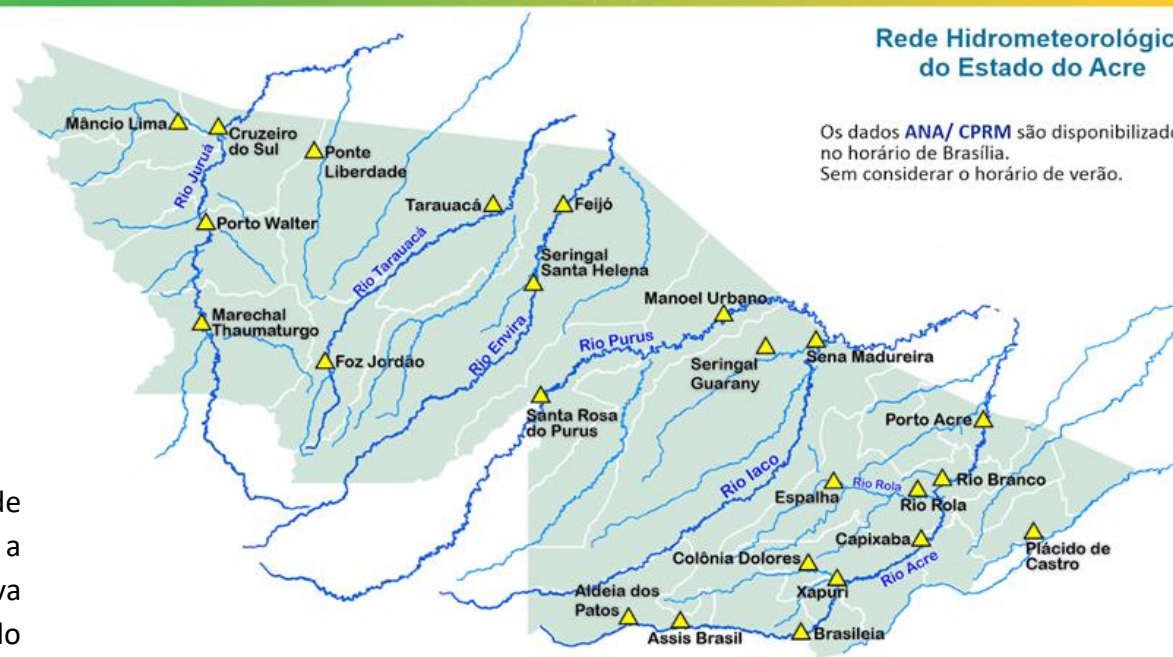 Rede Hidrometeorológic
do Estado do Acre
Os dados ANA/ CPRM são disponibilizado
no horário de Brasília.
Sem considerar o horário de verão.
Mâncio Lima
Cruzeiro
do Sul
Ponte
Liberdade
Rio Juruá
Porto Walter
Tarauacá
Feijó
Rio Tarauacá
Seringal
Santa Helena
Marechal
Thaumaturgo
Foz Jordão
Rio Envira
Manoel Urbano
Rio Purus
Seringal
Guarany
Sena Madureira
Santa Rosa
do Purus
Porto Acre
Rio Iaco
Espalha
Rio Rola
Rio Rola
Rio Branco
Capixaba
Plácido de
Castro
Colônia Dolores
Xapuri
Rio Acre
Aldeia dos
Patos
Assis Brasil
Brasileia
de
a
va
do